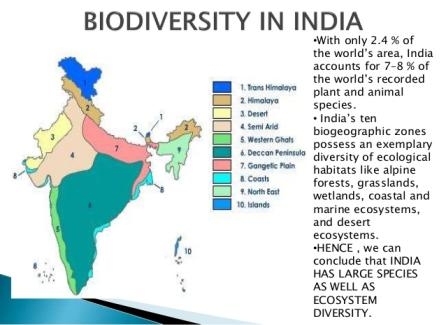 BIODIVERSITY IN INDIA
•With only 2.4 % of
the world's area, India
accounts for 7-8 % of
the world's recorded
plant and animal
species.
• India's ten
biogeographic zones
possess an exemplary
diversity of ecological
habitats like alpine
forests, grasslands,
wetlands, coastal and
marine ecosystems,
and desert
ecosystems.
•HENCE , we can
conclude that INDIA
HAS LARGE SPECIES
AS WELL AS
ECOSYSTEM
DIVERSITY.
1. Trans Himalaya
2. Himalaya
3. Desert
4. Semi Arid
5. Western Ghats
6. Deccan Peninsula
7. Gangetic Plain
8. Coasts
9. North East
10. Islands
1
2
3
4
2
2
7
9
8
8
6
5
8
10